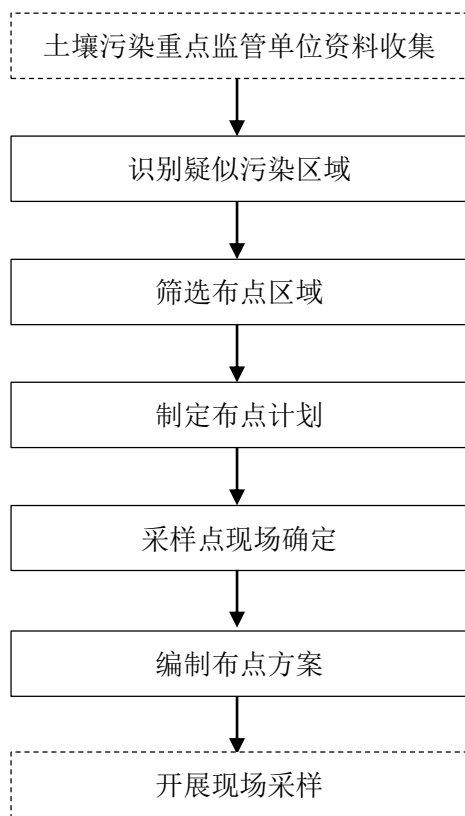 土壤污染重点监管单位资料收集
识别疑似污染区域
筛选布点区域
制定布点计划
采样点现场确定
编制布点方案
开展现场采样